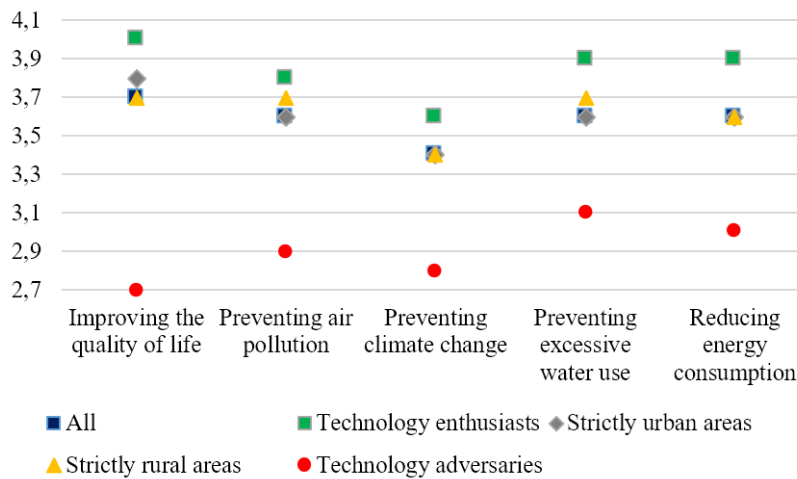 4,1
3,9
3,7
3,5
3,3
3,1
2,9
2,7
Improving the
quality of life
Preventing air
pollution
Preventing
climate change
Preventing
excessive
water use
Reducing
energy
consumption
All
Technology enthusiasts
Strictly urban areas
Strictly rural areas
Technology adversaries